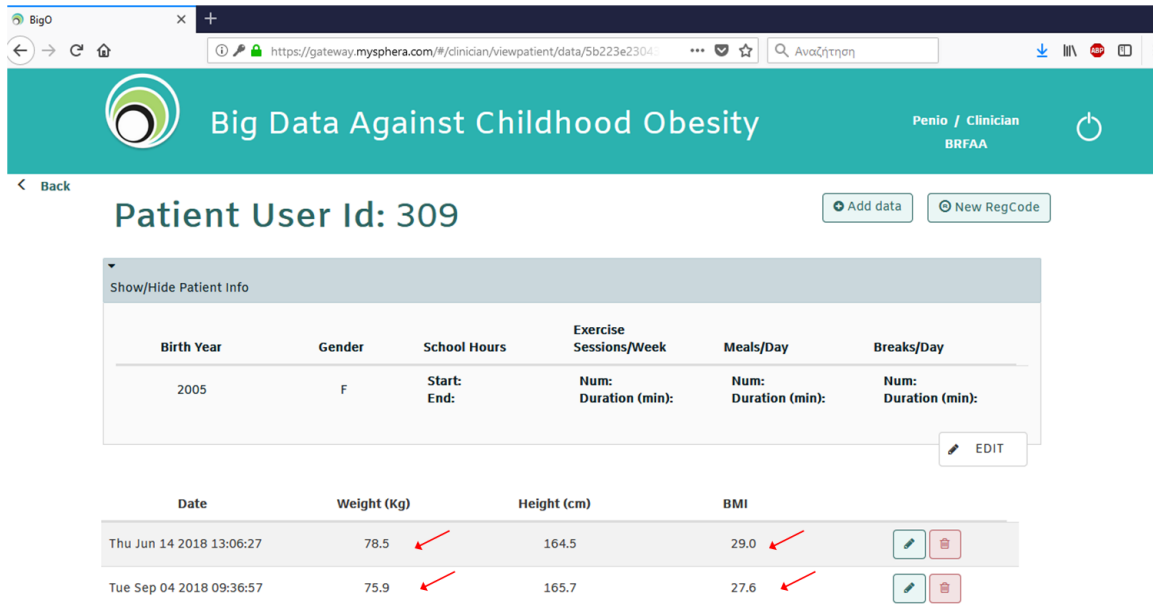 BigO
https://gateway.mysphera.com/#/clinician/viewpatient/data/5b223e2304
Αναζήτηση
ABP
Big Data Against Childhood Obesity
Penio / Clinician
BRFAA
Back
Patient User Id: 309
Add data
New RegCode
Show/Hide Patient Info
Birth Year Gender School Hours Exercise Sessions/Week Meals/Day Breaks/Day
2005 F Start: Num: Num: Num:
End: Duration (min): Duration (min): Duration (min):
EDIT
Date Weight (Kg) Height (cm) BMI
Thu Jun 14 2018 13:06:27 78.5 164.5 29.0
Tue Sep 04 2018 09:36:57 75.9 165.7 27.6